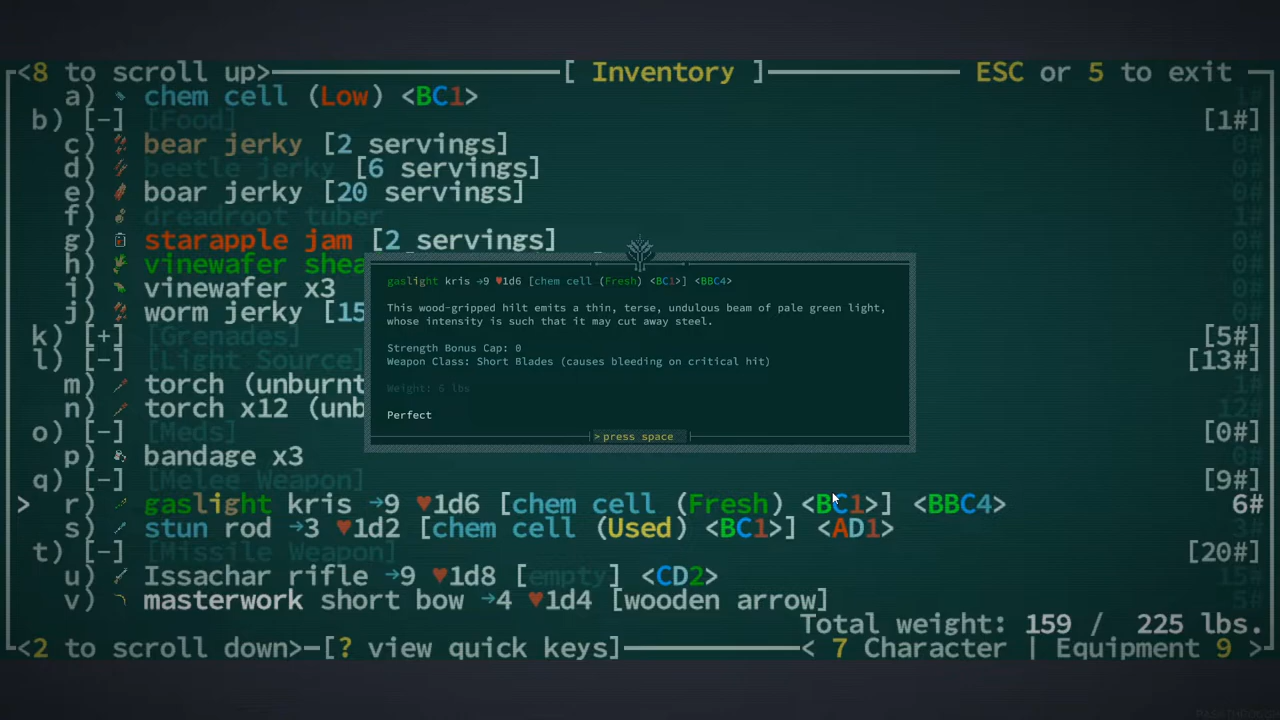 <8 to scroll up> [ Inventory ] ESC or 5 to exit
a) chem cell (Low) <BC1>
b) [-] [Food] [1#]
c) bear jerky [2 servings]
d) beetle jerky [6 servings]
e) boar jerky [20 servings]
f) dreadroot tuber
g) starapple jam [2 servings]
h) vinewafer shea
i) vinewafer x3
j) worm jerky [15
k) [+] [Grenades] [5#]
l) [-] [Light Source] [13#]
m) torch (unburnt
n) torch x12 (unb
o) [-] [Meds] [0#]
p) bandage x3
q) [-] [Melee Weapon] [9#]
> r) gaslight kris →9 ♥1d6 [chem cell (Fresh) <BC1>] <BBC4> 6#
s) stun rod →3 ♥1d2 [chem cell (Used) <BC1>] <AD1>
t) [-] [Missile Weapon] [20#]
u) Issachar rifle →9 ♥1d8 [empty] <CD2>
v) masterwork short bow →4 ♥1d4 [wooden arrow]
Total weight: 159 / 225 lbs.
<2 to scroll down> [? view quick keys] < 7 Character | Equipment 9 >
gaslight kris →9 ♥1d6 [chem cell (Fresh) <BC1>] <BBC4>
This wood-gripped hilt emits a thin, terse, undulous beam of pale green light,
whose intensity is such that it may cut away steel.
Strength Bonus Cap: 0
Weapon Class: Short Blades (causes bleeding on critical hit)
Weight: 6 lbs
Perfect
> press space